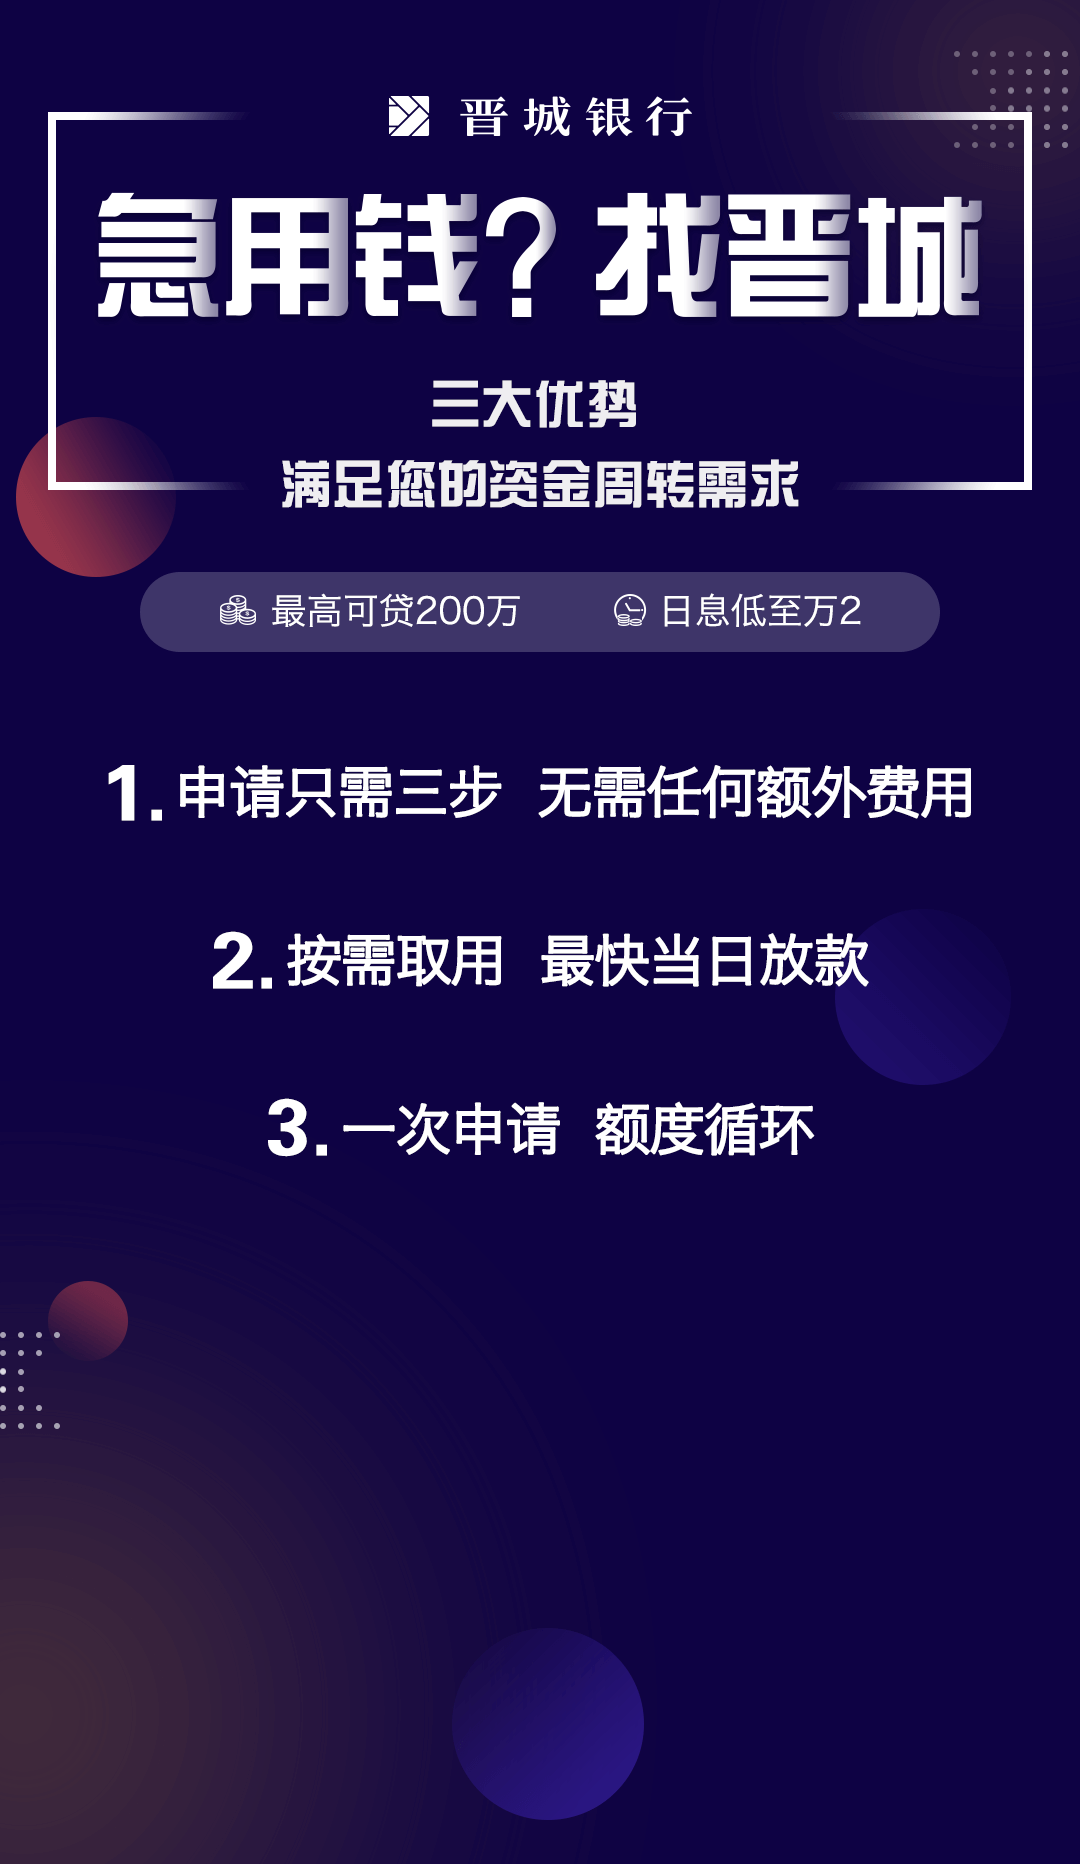 晋城银行
急用钱？找晋城
三大优势
满足您的资金周转需求
最高可贷200万 日息低至万2
1. 申请只需三步 无需任何额外费用
2. 按需取用 最快当日放款
3. 一次申请 额度循环